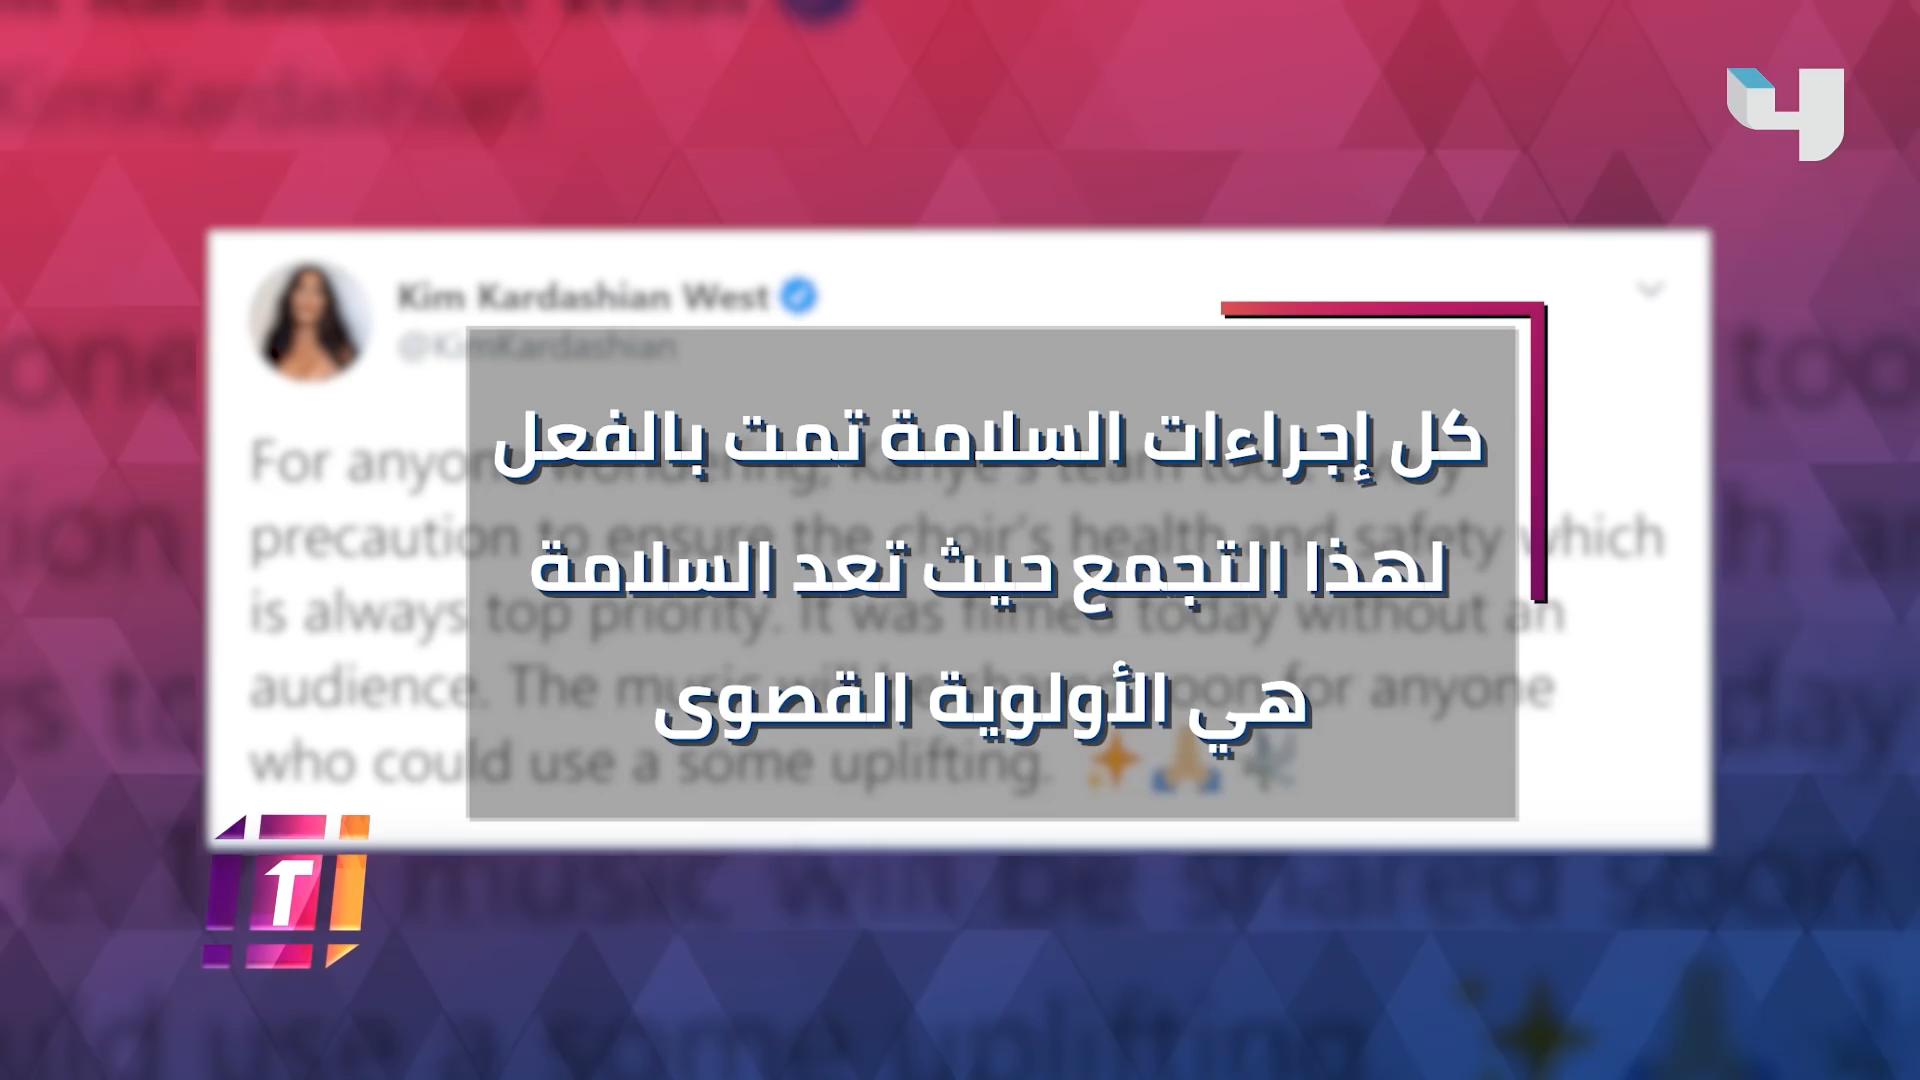 Kim Kardashian West
@KimKardashian
كل إجراءات السلامة تمت بالفعل
لهذا التجمع حيث تعد السلامة
هي الأولوية القصوى
For anyone wondering, Kanye's team took every
precaution to ensure the choir's health and safety which
is always top priority. It was filmed today without an
audience. The music will be shared soon for anyone
who could use a some uplifting.
T